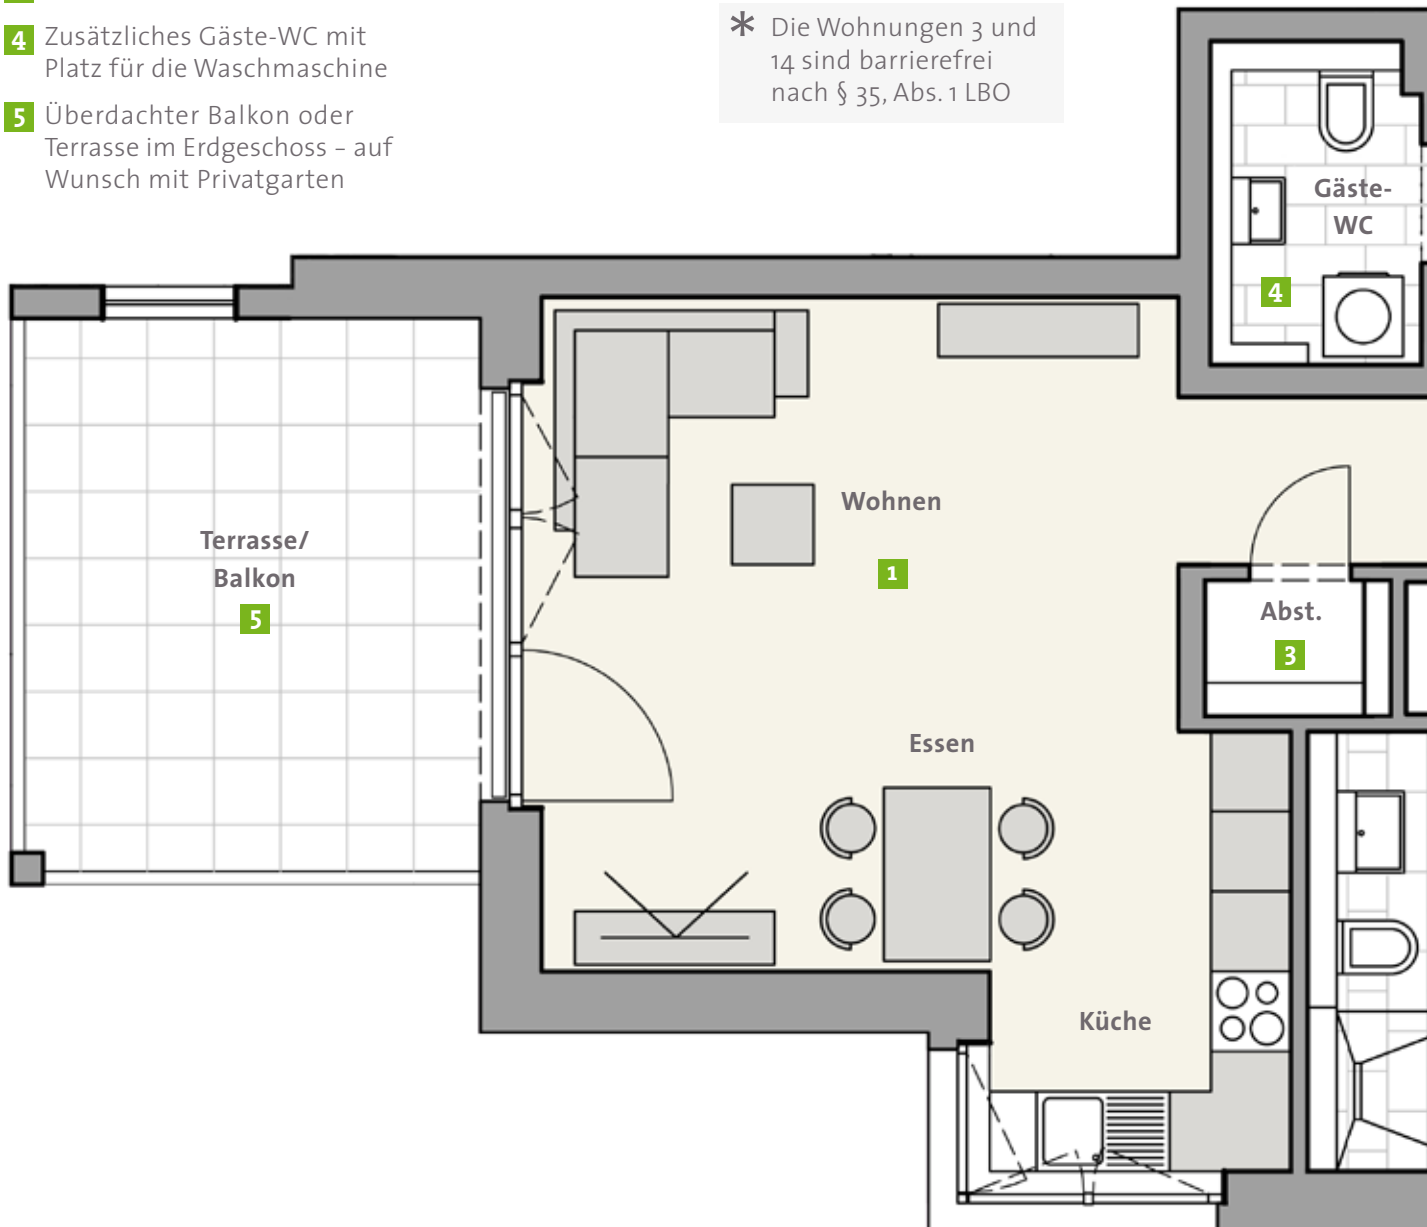 4 Zusätzliches Gäste-WC mit
Platz für die Waschmaschine
5 Überdachter Balkon oder
Terrasse im Erdgeschoss – auf
Wunsch mit Privatgarten
* Die Wohnungen 3 und
14 sind barrierefrei
nach § 35, Abs. 1 LBO
Gäste-
WC
4
Wohnen
1
Terrasse/
Balkon
5
Abst.
3
Essen
Küche